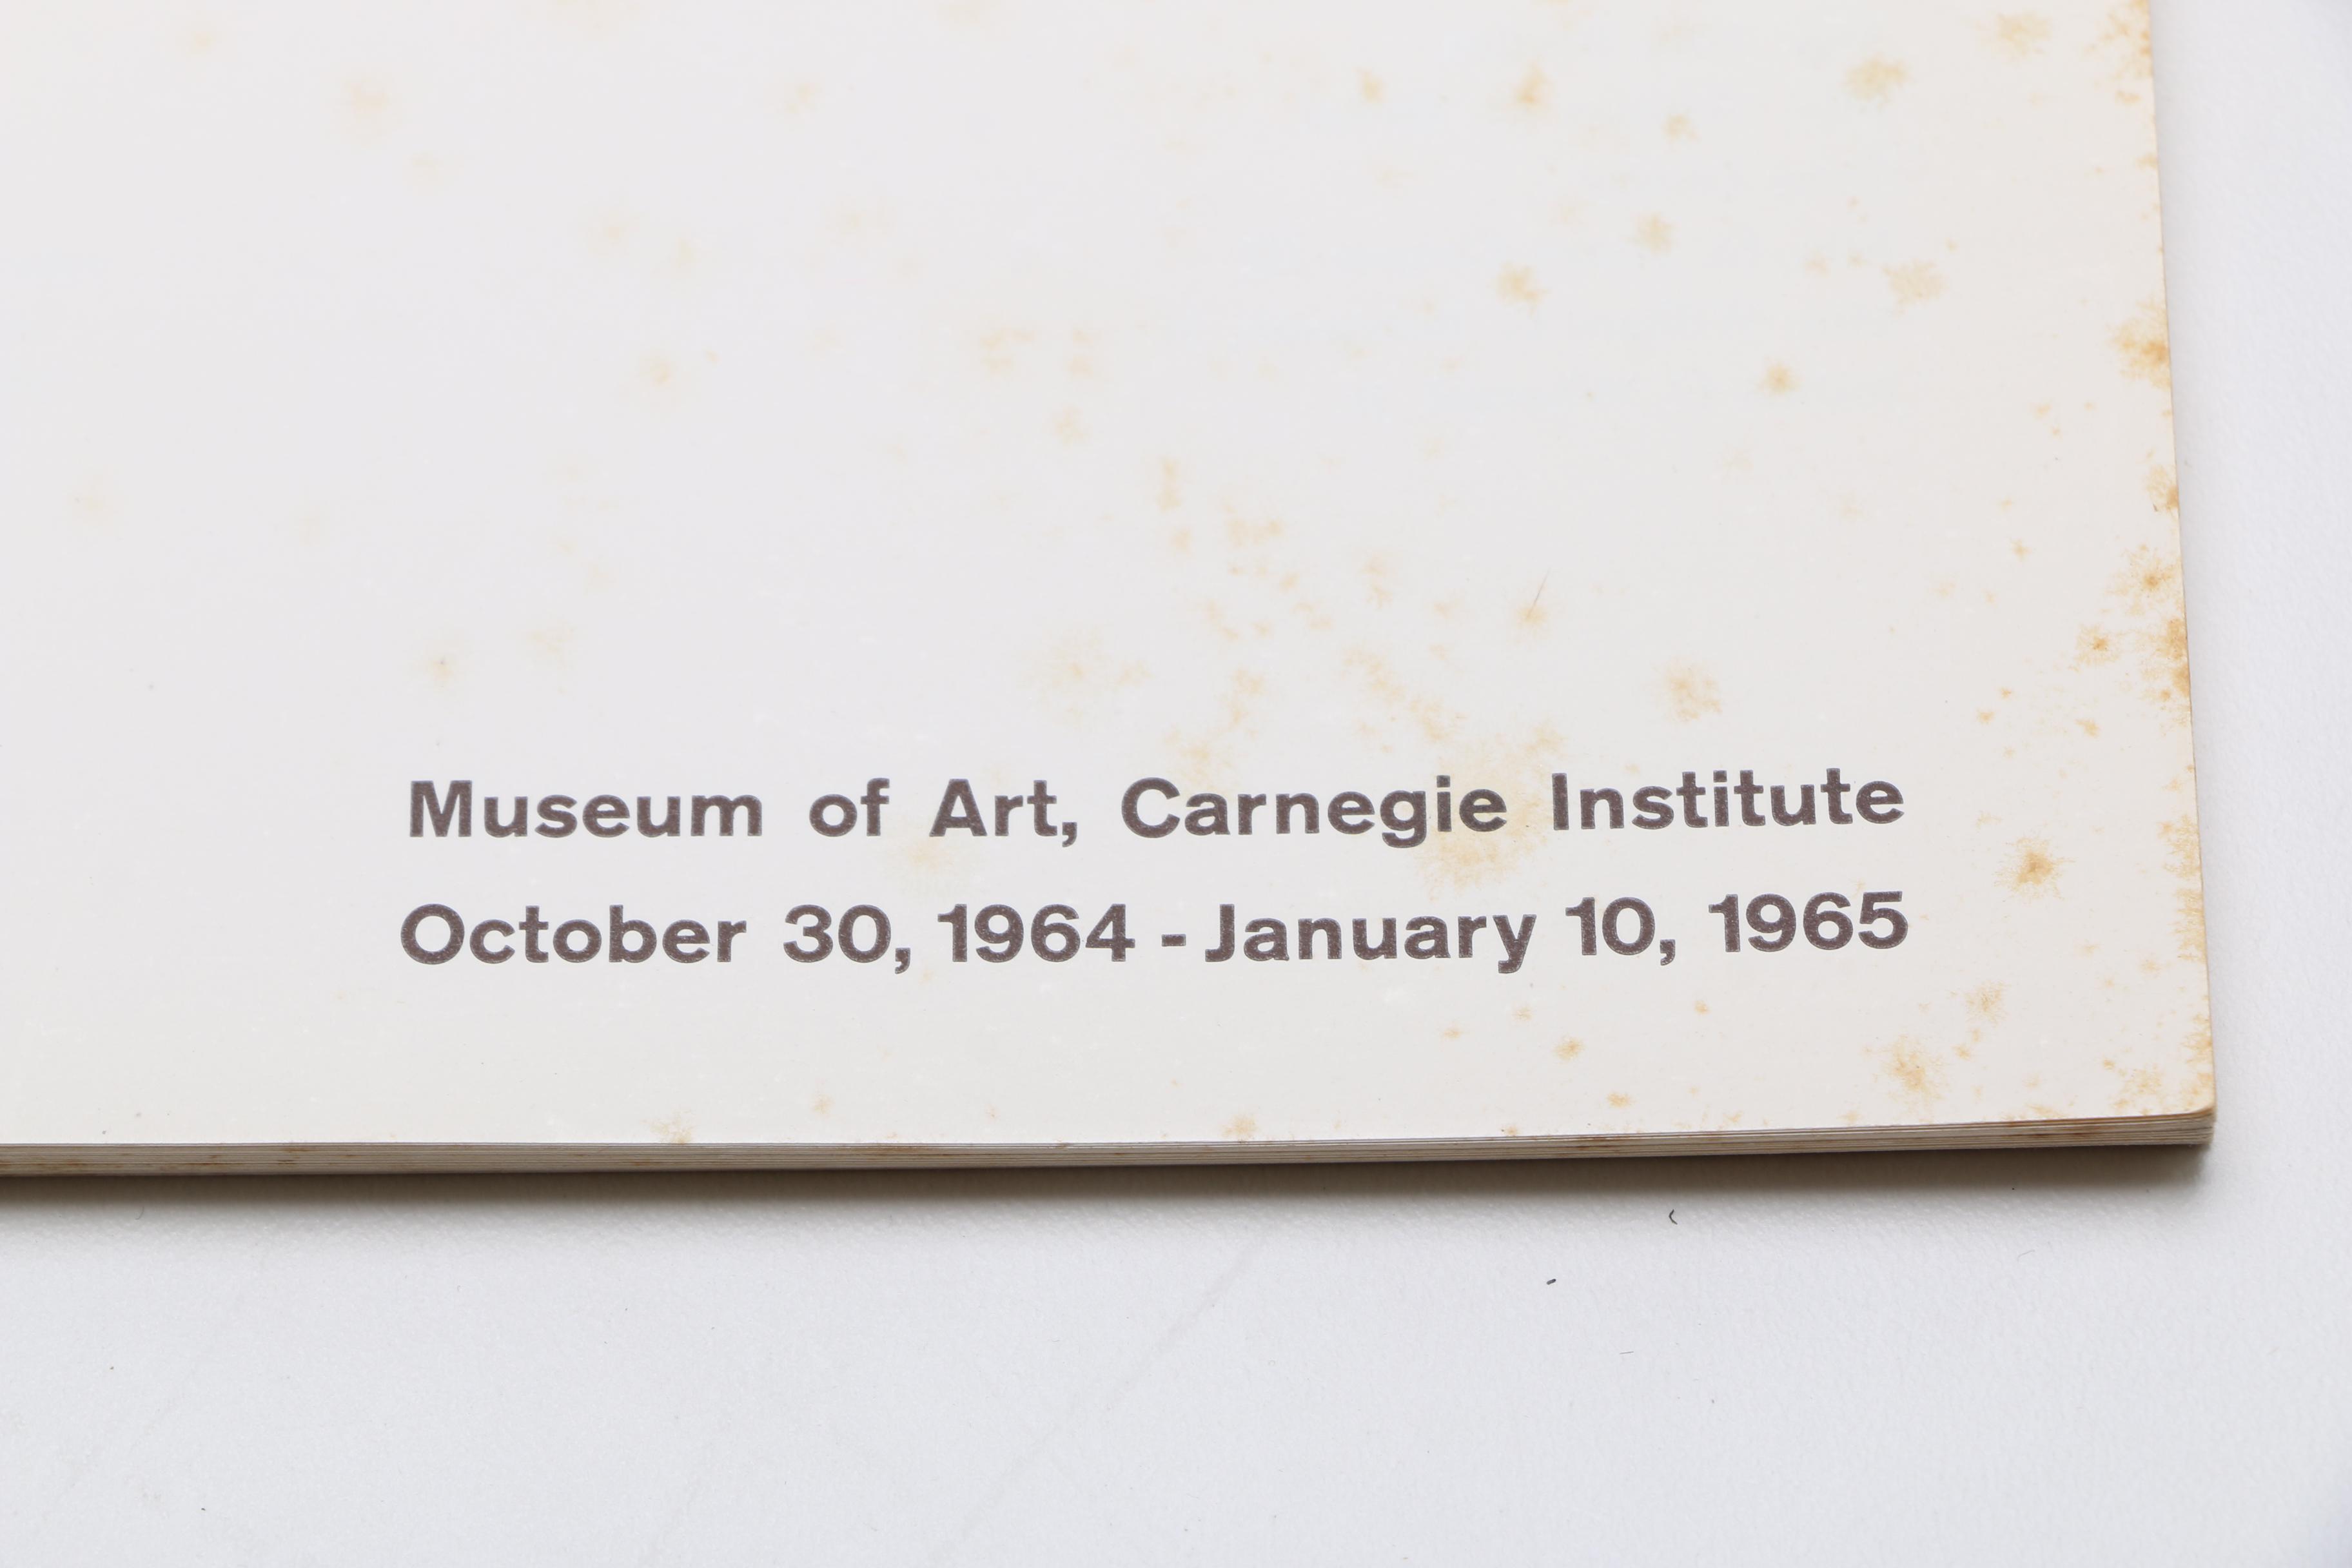 Museum of Art, Carnegie Institute
October 30, 1964 - January 10, 1965